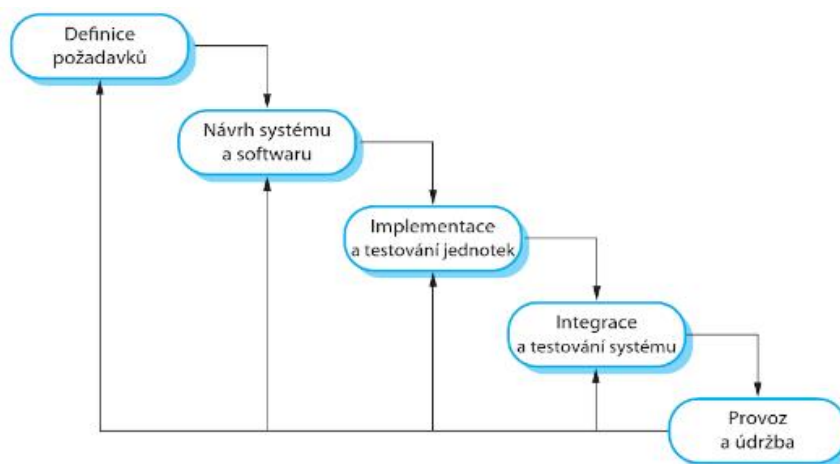 Definice
požadavků
Návrh systému
a softwaru
Implementace
a testování jednotek
Integrace
a testování systému
Provoz
a údržba